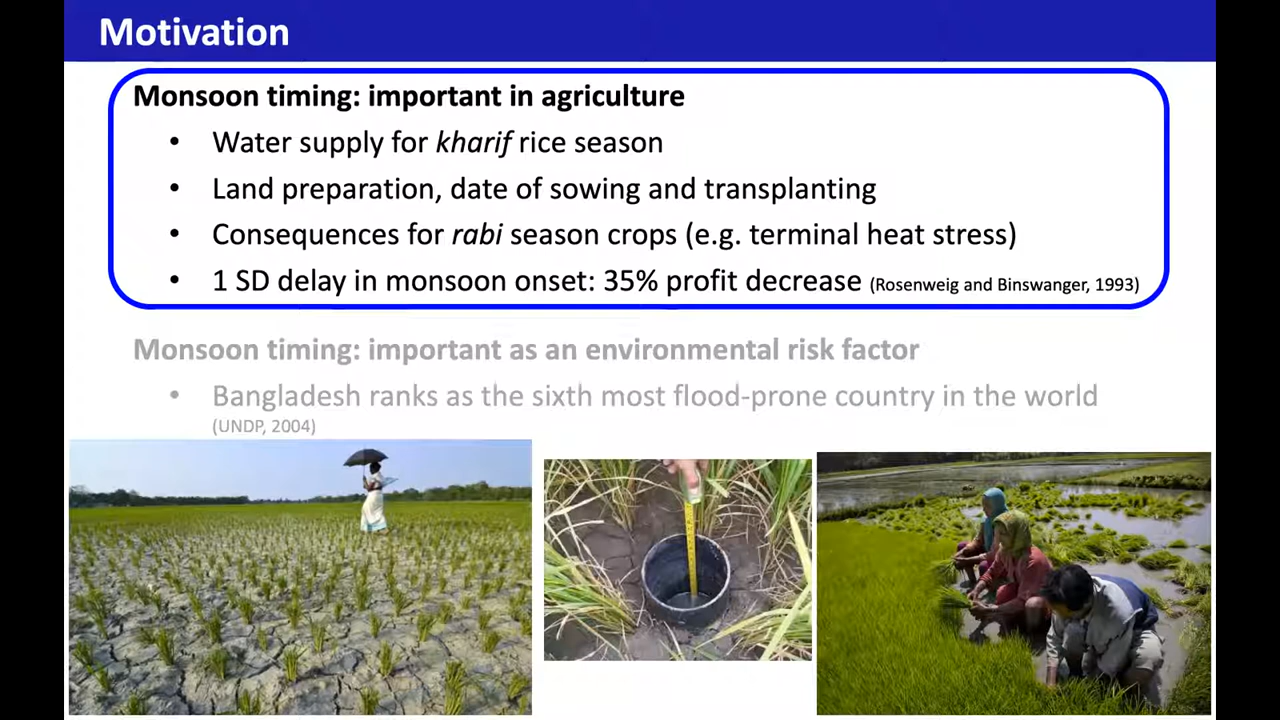 Motivation
Monsoon timing: important in agriculture
• Water supply for kharif rice season
• Land preparation, date of sowing and transplanting
• Consequences for rabi season crops (e.g. terminal heat stress)
• 1 SD delay in monsoon onset: 35% profit decrease (Rosenweig and Binswanger, 1993)
Monsoon timing: important as an environmental risk factor
• Bangladesh ranks as the sixth most flood-prone country in the world
(UNDP, 2004)